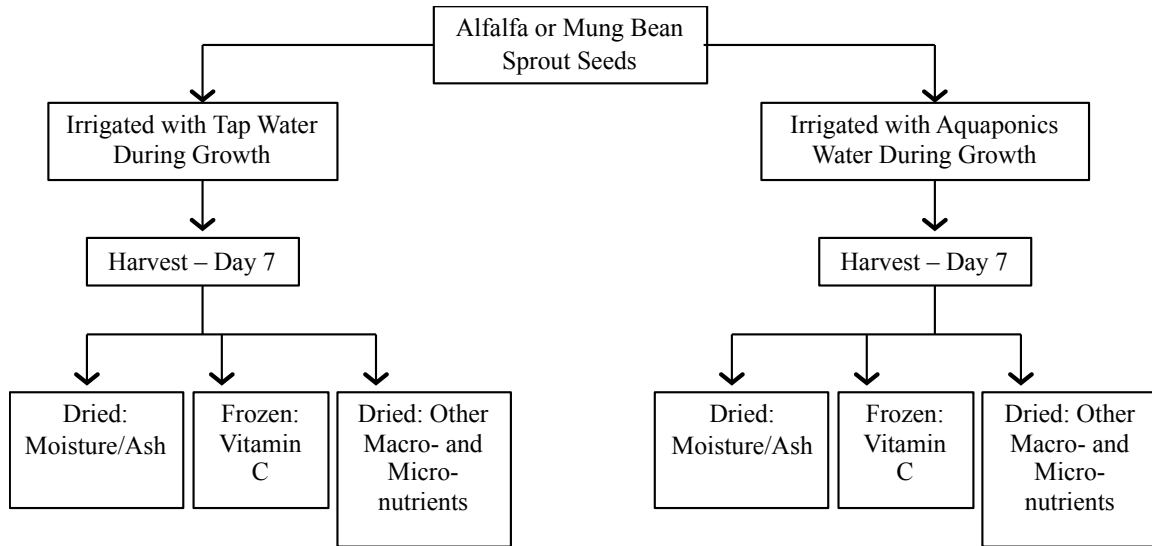 Alfalfa or Mung Bean
Sprout Seeds
Irrigated with Tap Water
During Growth
Irrigated with Aquaponics
Water During Growth
Harvest – Day 7
Harvest – Day 7
Dried:
Moisture/Ash
Frozen:
Vitamin
C
Dried: Other
Macro- and
Micro-
nutrients
Dried:
Moisture/Ash
Frozen:
Vitamin
C
Dried: Other
Macro- and
Micro-
nutrients